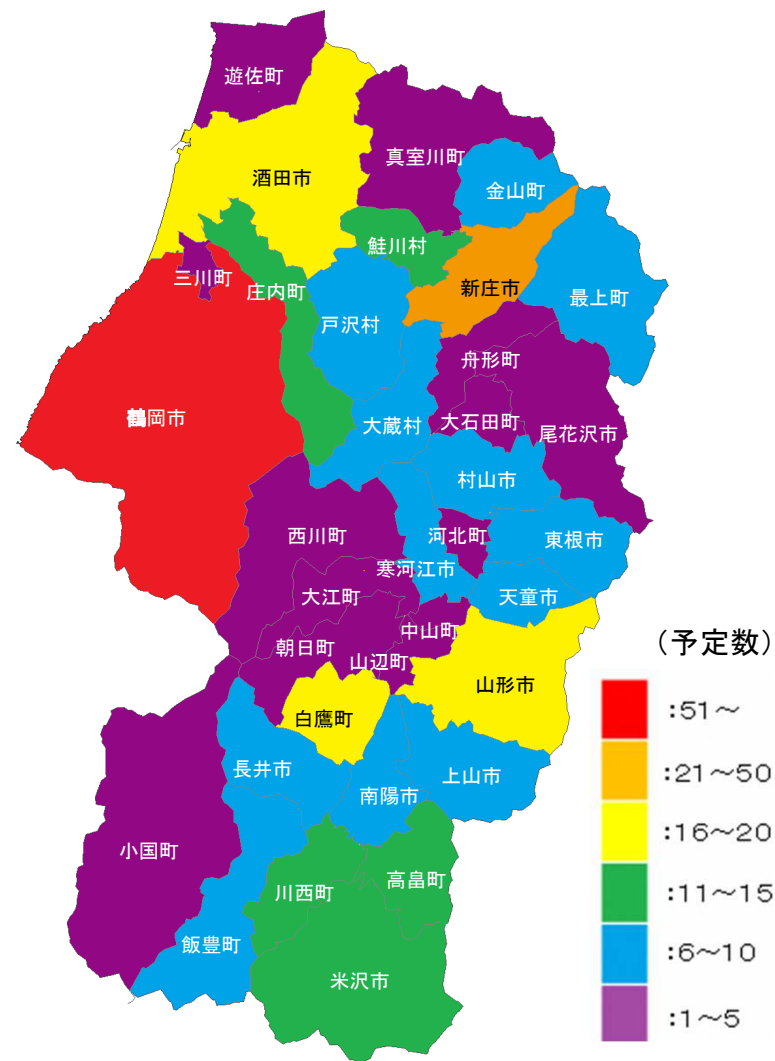 遊佐町
真室川町
酒田市
金山町
鮭川村
三川町
庄内町
新庄市
最上町
戸沢村
舟形町
鶴岡市
大蔵村
大石田町
尾花沢市
村山市
西川町
河北町
東根市
寒河江市
大江町
天童市
中山町
朝日町
山辺町
(予定数)
山形市
白鷹町
:51～
長井市
上山市
:21～50
南陽市
:16～20
小国町
川西町
高畠町
:11～15
飯豊町
:6～10
米沢市
:1～5